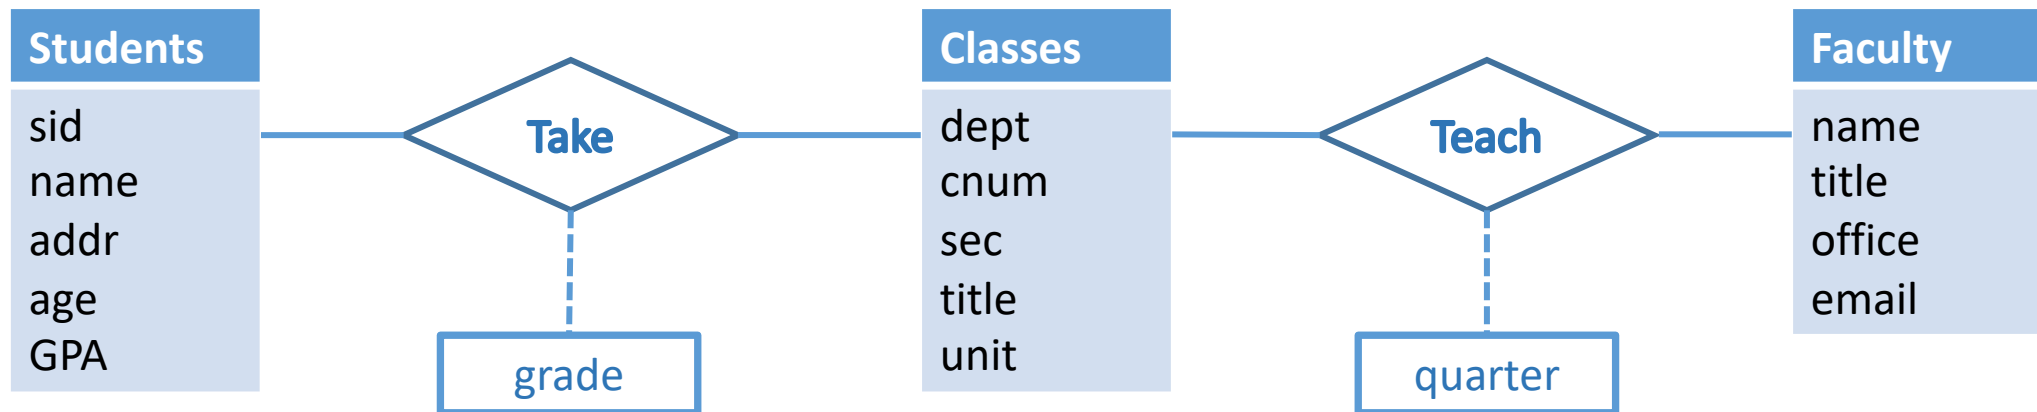 Students
sid
name
addr
age
GPA
Take
grade
Classes
dept
cnum
sec
title
unit
Teach
quarter
Faculty
name
title
office
email